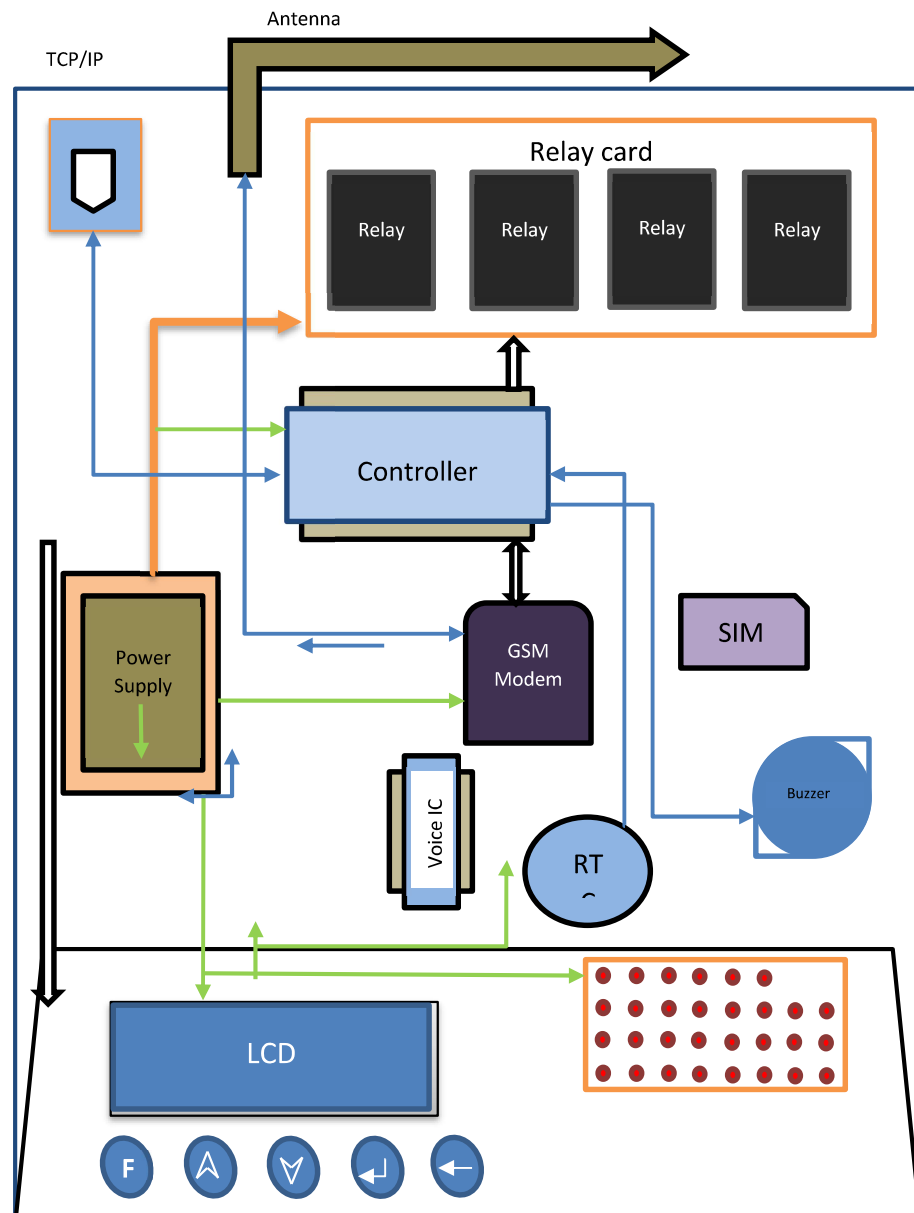 Antenna
TCP/IP
Relay card
Relay
Relay
Relay
Relay
Controller
Power
Supply
GSM
Modem
SIM
Voice IC
Buzzer
RT
LCD
F